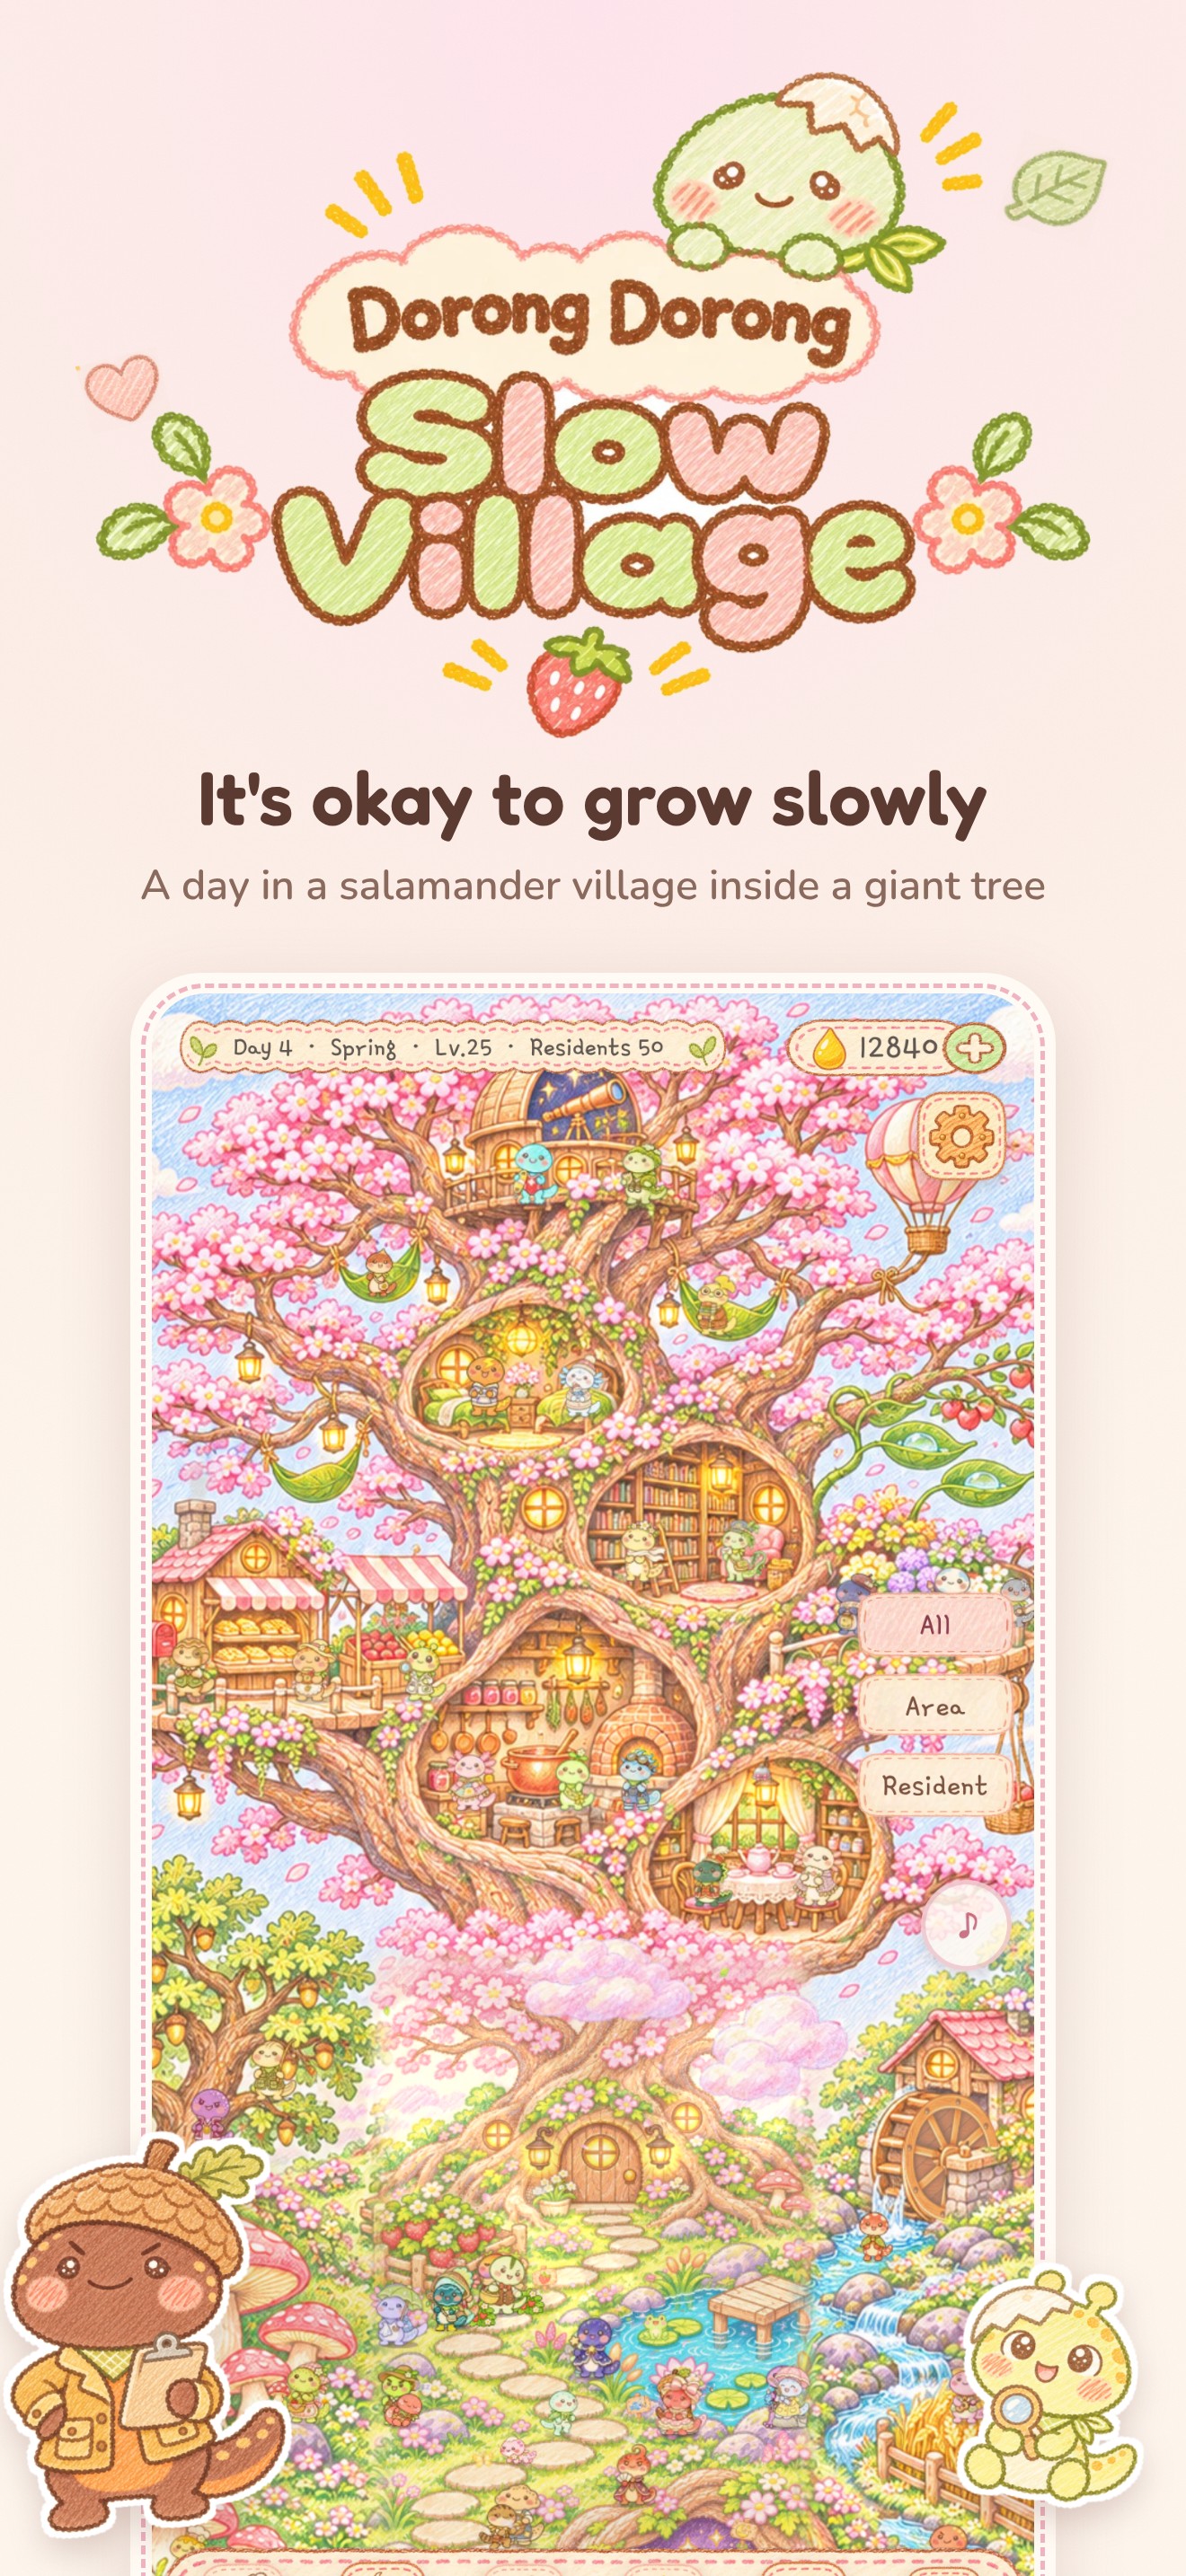 Dorong Dorong
Slow
Village
It's okay to grow slowly
A day in a salamander village inside a giant tree
Day 4 · Spring · Lv.25 · Residents 50
12840
All
Area
Resident